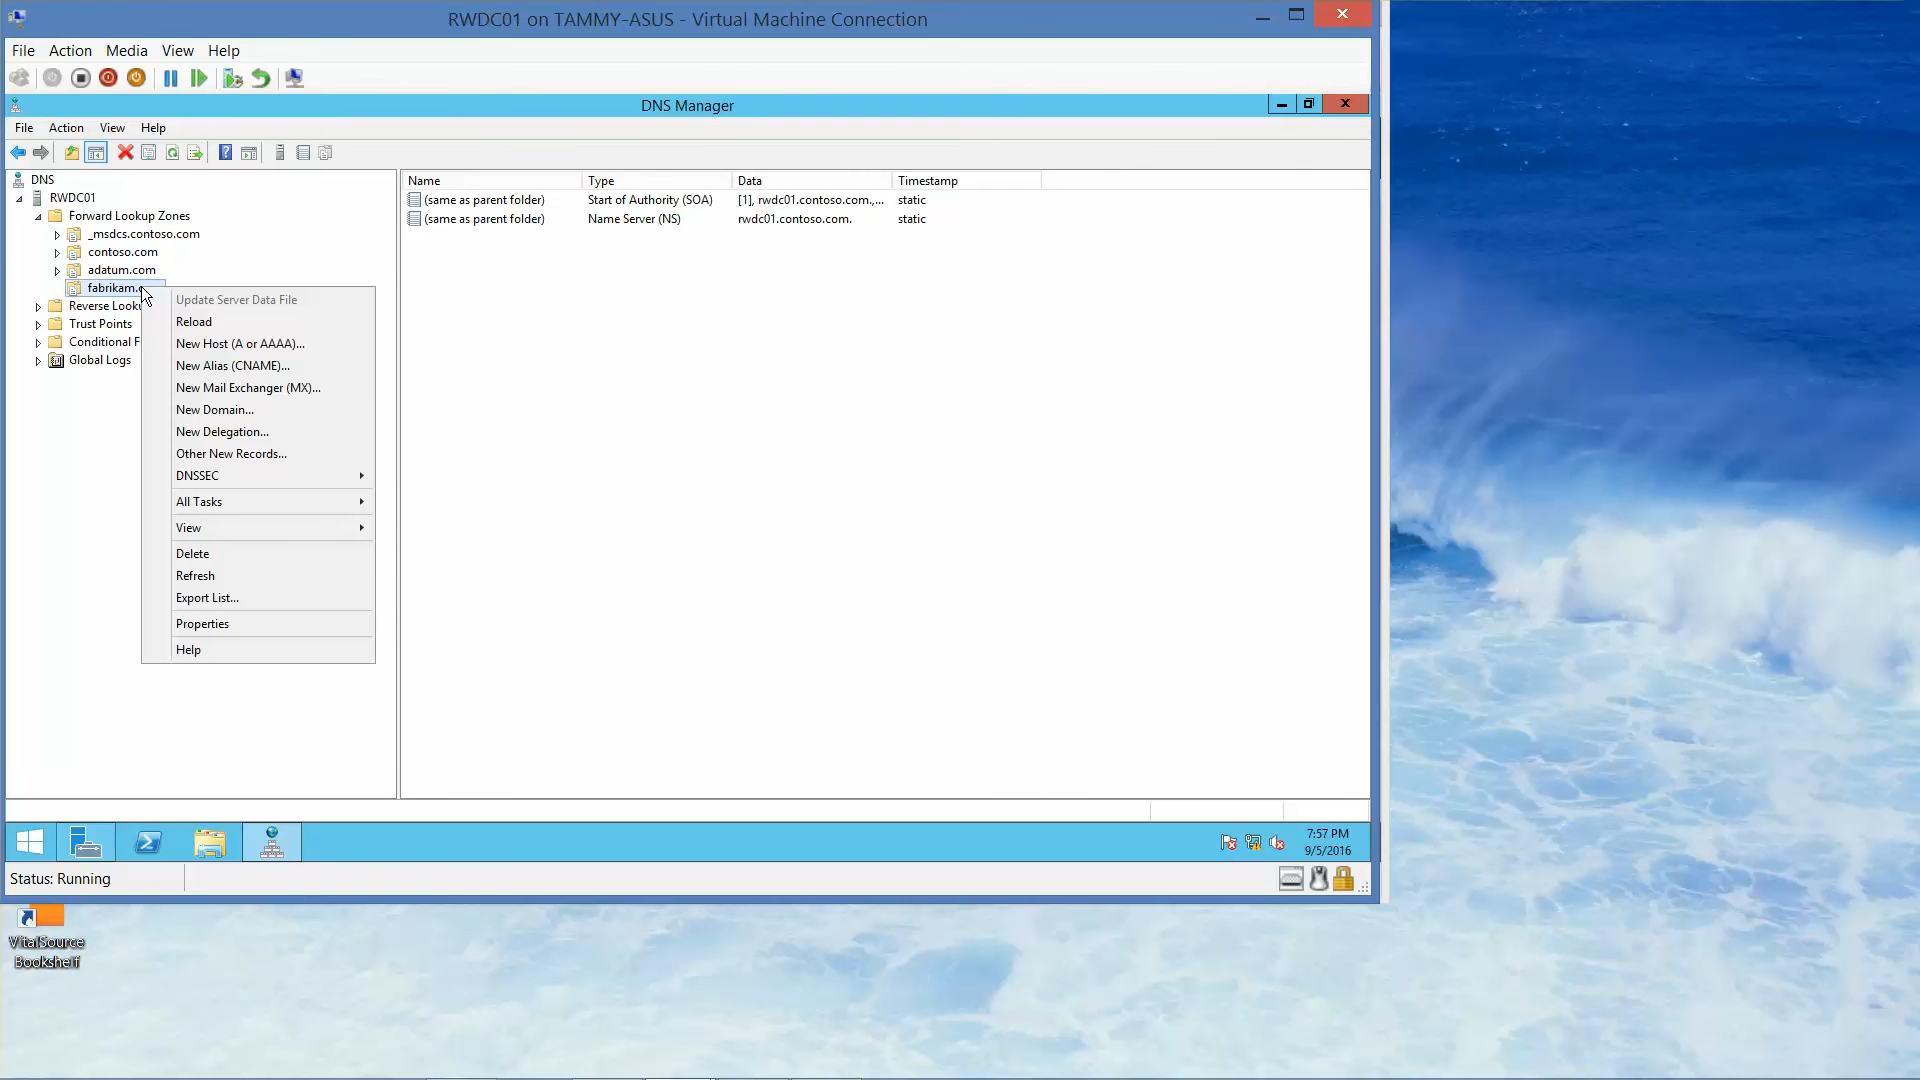 RWDC01 on TAMMY-ASUS - Virtual Machine Connection
File Action Media View Help
DNS Manager
File Action View Help
DNS
RWDC01
Forward Lookup Zones
_msdcs.contoso.com
contoso.com
adatum.com
fabrikam.c
Reverse Looku
Trust Points
Conditional F
Global Logs
Name Type Data Timestamp
(same as parent folder) Start of Authority (SOA) [1], rwdc01.contoso.com.,... static
(same as parent folder) Name Server (NS) rwdc01.contoso.com. static
Update Server Data File
Reload
New Host (A or AAAA)...
New Alias (CNAME)...
New Mail Exchanger (MX)...
New Domain...
New Delegation...
Other New Records...
DNSSEC
All Tasks
View
Delete
Refresh
Export List...
Properties
Help
7:57 PM
9/5/2016
Status: Running
VitalSource
Bookshelf